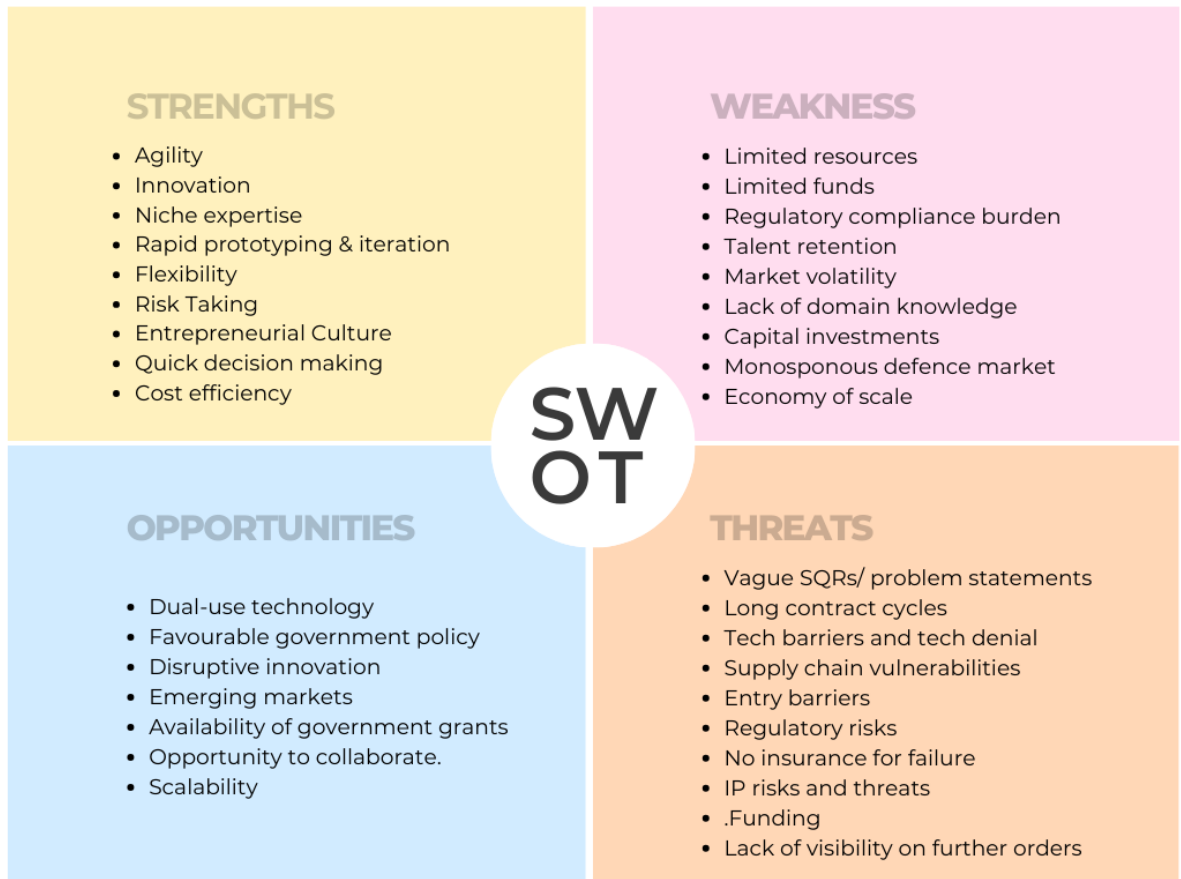 STRENGTHS
• Agility
• Innovation
• Niche expertise
• Rapid prototyping & iteration
• Flexibility
• Risk Taking
• Entrepreneurial Culture
• Quick decision making
• Cost efficiency
WEAKNESS
• Limited resources
• Limited funds
• Regulatory compliance burden
• Talent retention
• Market volatility
• Lack of domain knowledge
• Capital investments
• Monosponous defence market
• Economy of scale
SW
OT
OPPORTUNITIES
• Dual-use technology
• Favourable government policy
• Disruptive innovation
• Emerging markets
• Availability of government grants
• Opportunity to collaborate.
• Scalability
THREATS
• Vague SQRs/ problem statements
• Long contract cycles
• Tech barriers and tech denial
• Supply chain vulnerabilities
• Entry barriers
• Regulatory risks
• No insurance for failure
• IP risks and threats
• .Funding
• Lack of visibility on further orders